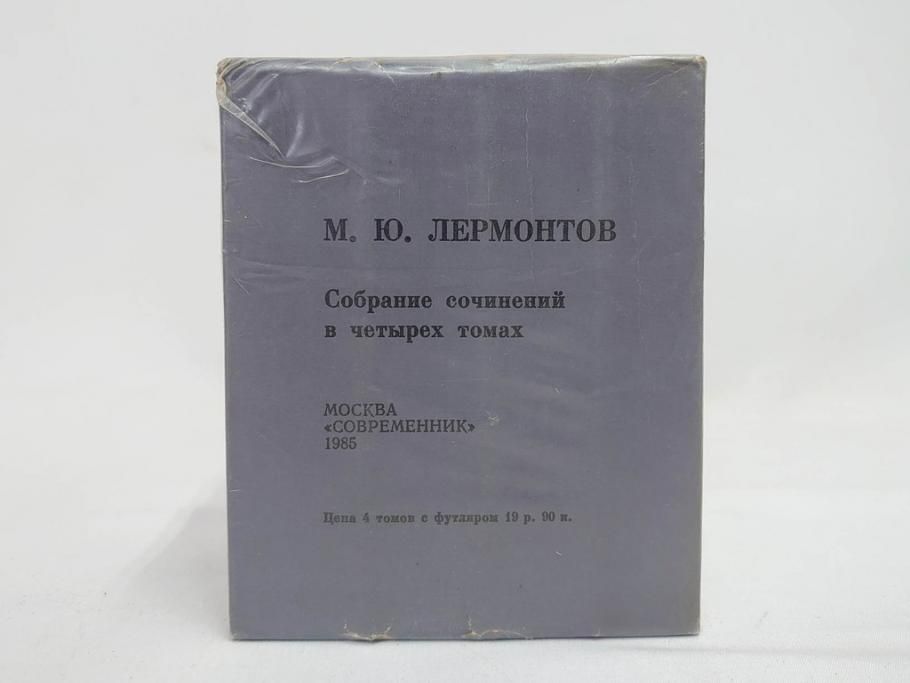 М. Ю. ЛЕРМОНТОВ
Собрание сочинений
в четырех томах
МОСКВА
«СОВРЕМЕННИК»
1985
Цена 4 томов с футляром 19 р. 90 к.